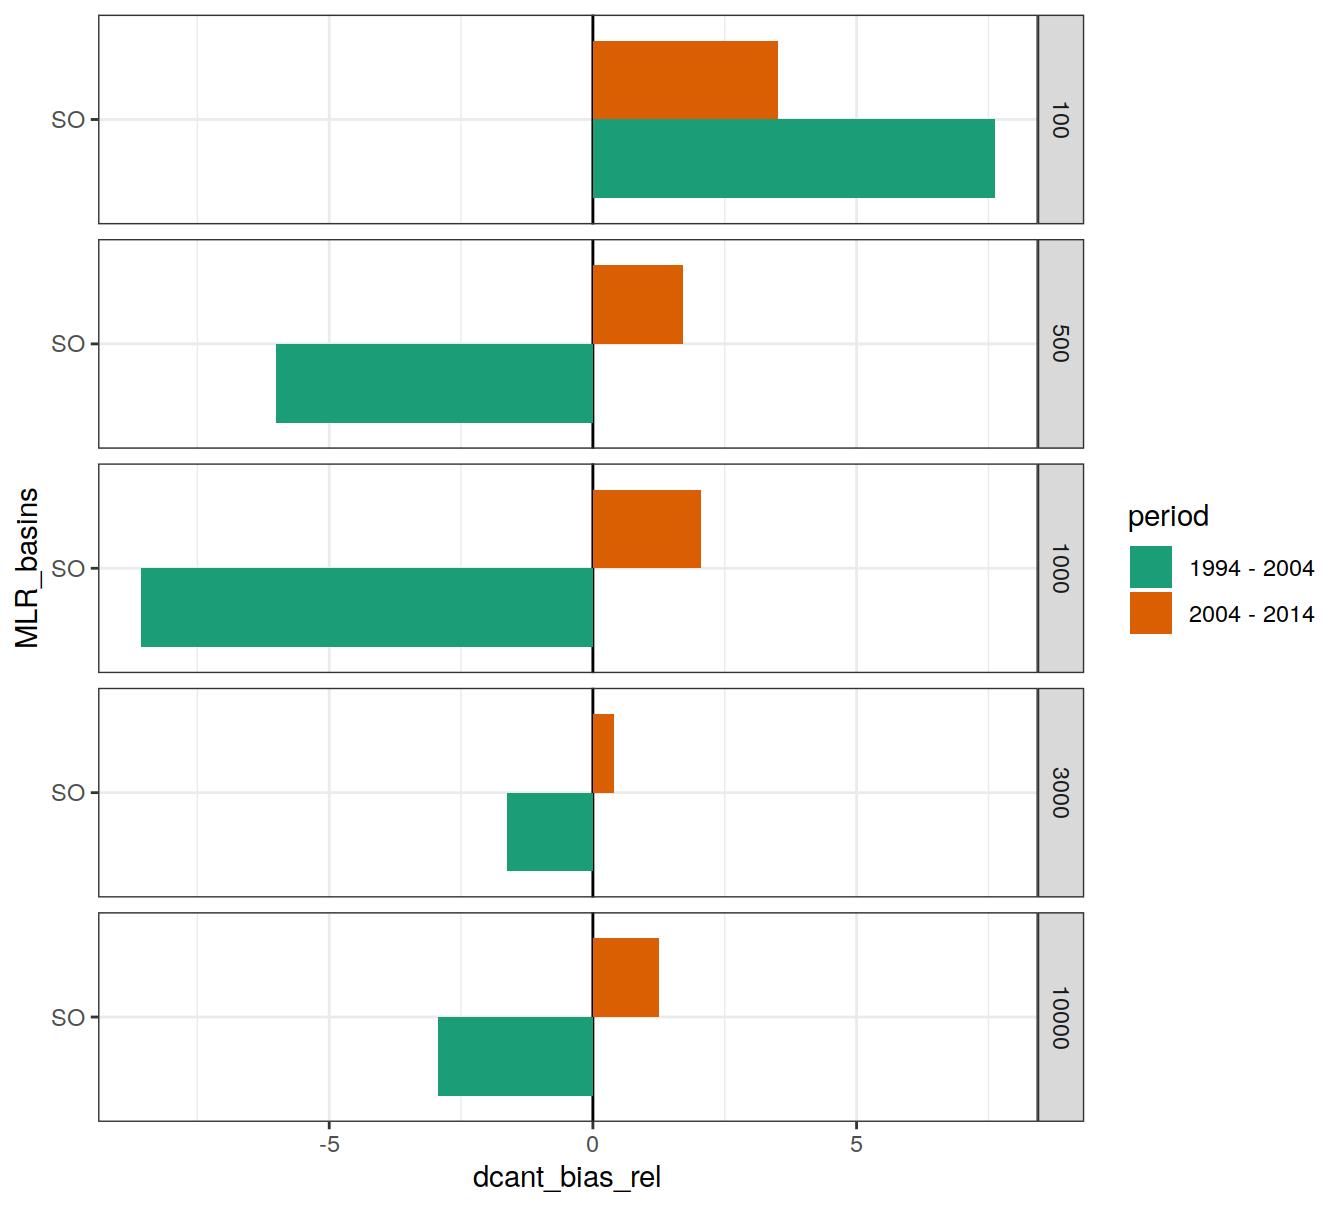 SO
100
SO
500
SO
1000
SO
3000
SO
10000
-5
0
5
dcant_bias_rel
MLR_basins
period
1994 - 2004
2004 - 2014